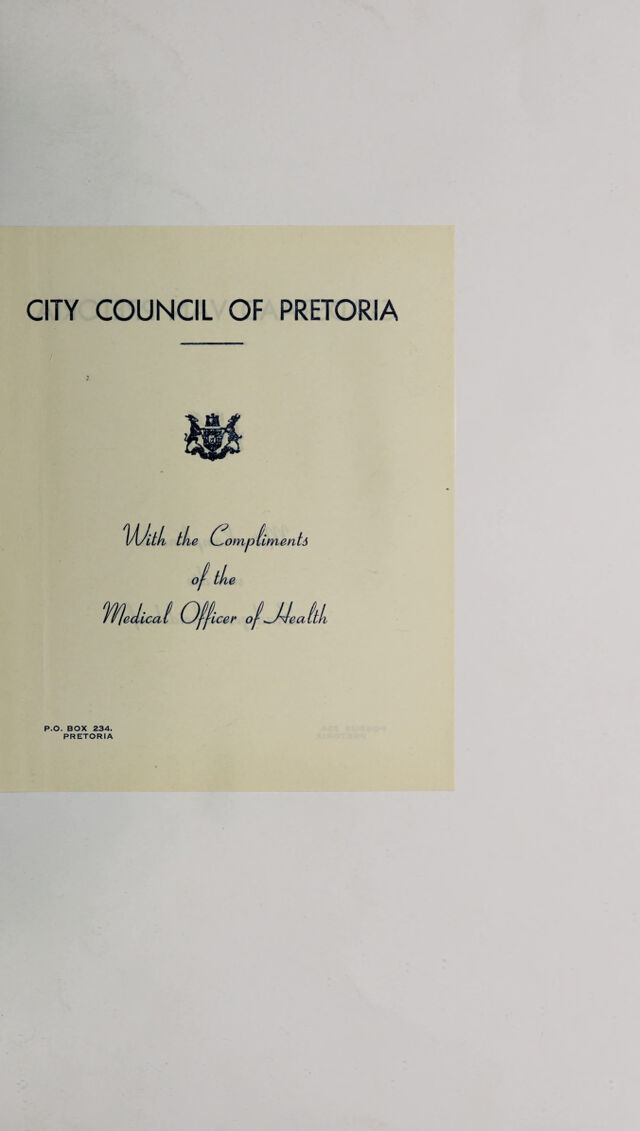 CITY COUNCIL OF PRETORIA
With the Compliments
of the
Medical Officer of Health
P.O. BOX 234.
PRETORIA